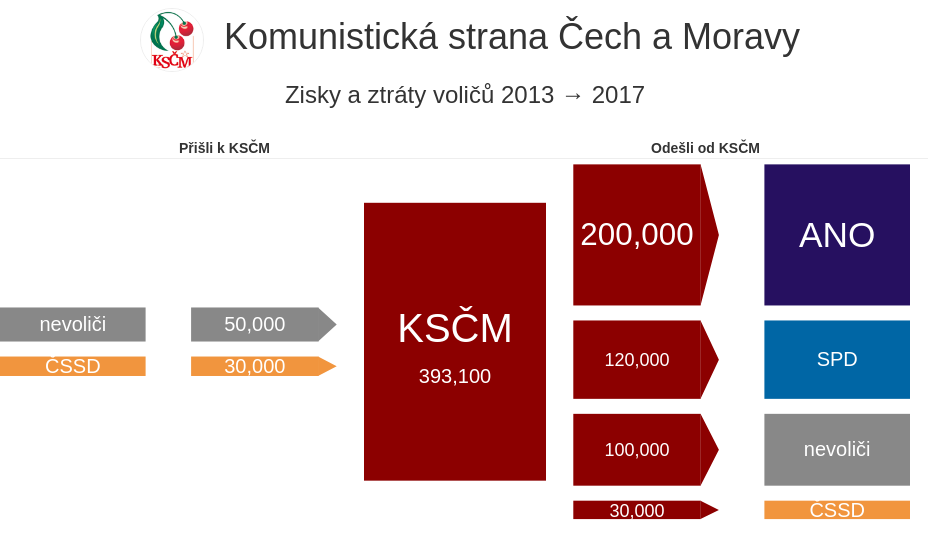 KSČM
Komunistická strana Čech a Moravy
Zisky a ztráty voličů 2013 → 2017
Přišli k KSČM
Odešli od KSČM
nevoliči
50,000
ČSSD
30,000
KSČM
393,100
200,000
ANO
120,000
SPD
100,000
nevoliči
30,000
ČSSD